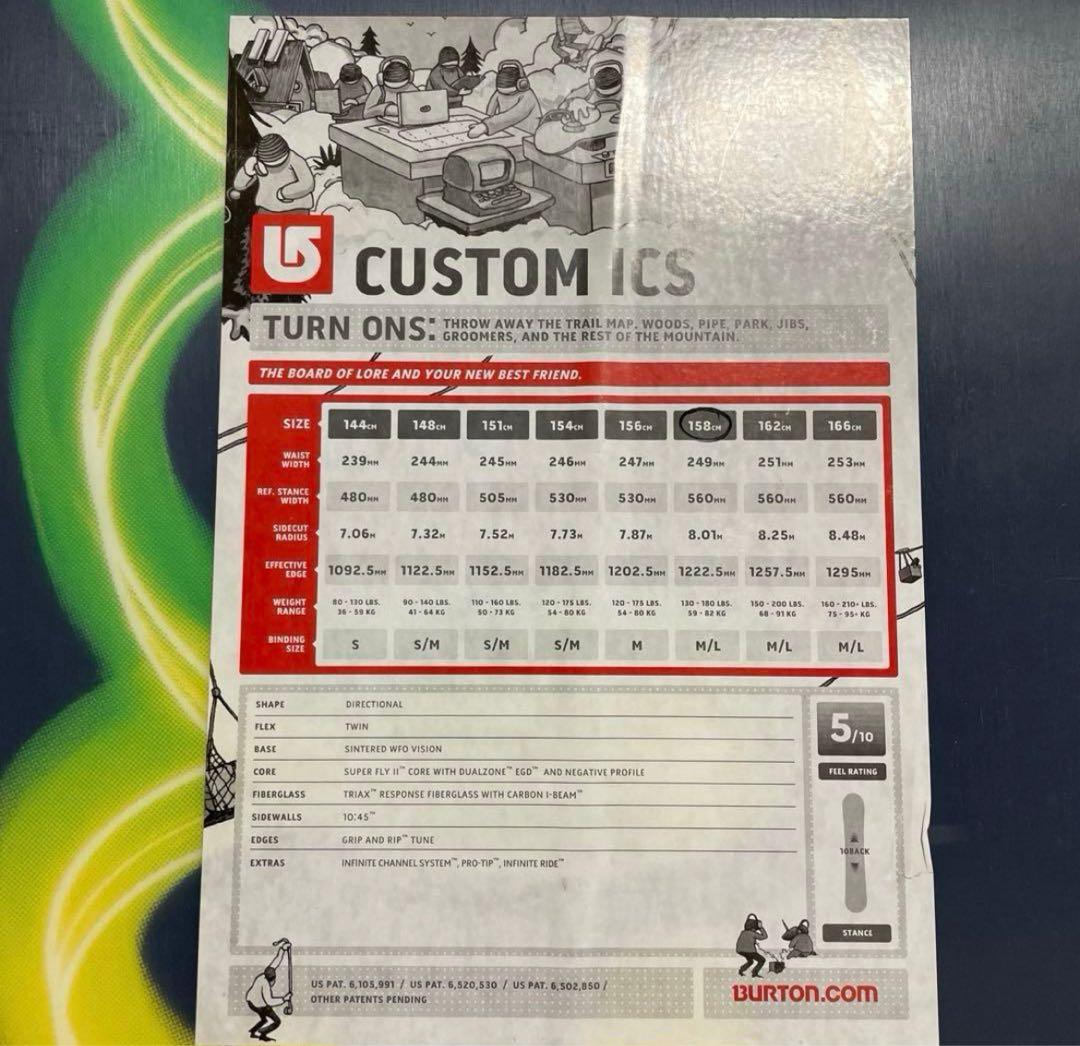 CUSTOM ICS
TURN ONS: THROW AWAY THE TRAIL MAP. WOODS, PIPE, PARK, JIBS,
GROOMERS, AND THE REST OF THE MOUNTAIN.
THE BOARD OF LORE AND YOUR NEW BEST FRIEND.
SIZE 144CM 148CM 151CM 154CM 156CM 158CM 162CM 166CM
WAIST WIDTH 239MM 244MM 245MM 246MM 247MM 249MM 251MM 253MM
REF. STANCE WIDTH 480MM 480MM 505MM 530MM 530MM 560MM 560MM 560MM
SIDECUT RADIUS 7.06M 7.32M 7.52M 7.73M 7.87M 8.01M 8.25M 8.48M
EFFECTIVE EDGE 1092.5MM 1122.5MM 1152.5MM 1182.5MM 1202.5MM 1222.5MM 1257.5MM 1295MM
WEIGHT RANGE 80 - 130 LBS. 90 - 140 LBS. 110 - 160 LBS. 120 - 175 LBS. 120 - 175 LBS. 130 - 180 LBS. 150 - 200 LBS. 160 - 210+ LBS.
36 - 59 KG 41 - 64 KG 50 - 73 KG 54 - 80 KG 54 - 80 KG 59 - 82 KG 68 - 91 KG 75 - 95+ KG
BINDING SIZE S S/M S/M S/M M M/L M/L M/L
SHAPE DIRECTIONAL
FLEX TWIN
BASE SINTERED WFO VISION
CORE SUPER FLY II™ CORE WITH DUALZONE™ EGD™ AND NEGATIVE PROFILE
FIBERGLASS TRIAX™ RESPONSE FIBERGLASS WITH CARBON I-BEAM™
SIDEWALLS 10:45™
EDGES GRIP AND RIP™ TUNE
EXTRAS INFINITE CHANNEL SYSTEM™, PRO-TIP™, INFINITE RIDE™
5/10
FEEL RATING
10BACK
STANCE
US PAT. 6,105,991 / US PAT. 6,520,530 / US PAT. 6,502,850 /
OTHER PATENTS PENDING
BURTON.COM